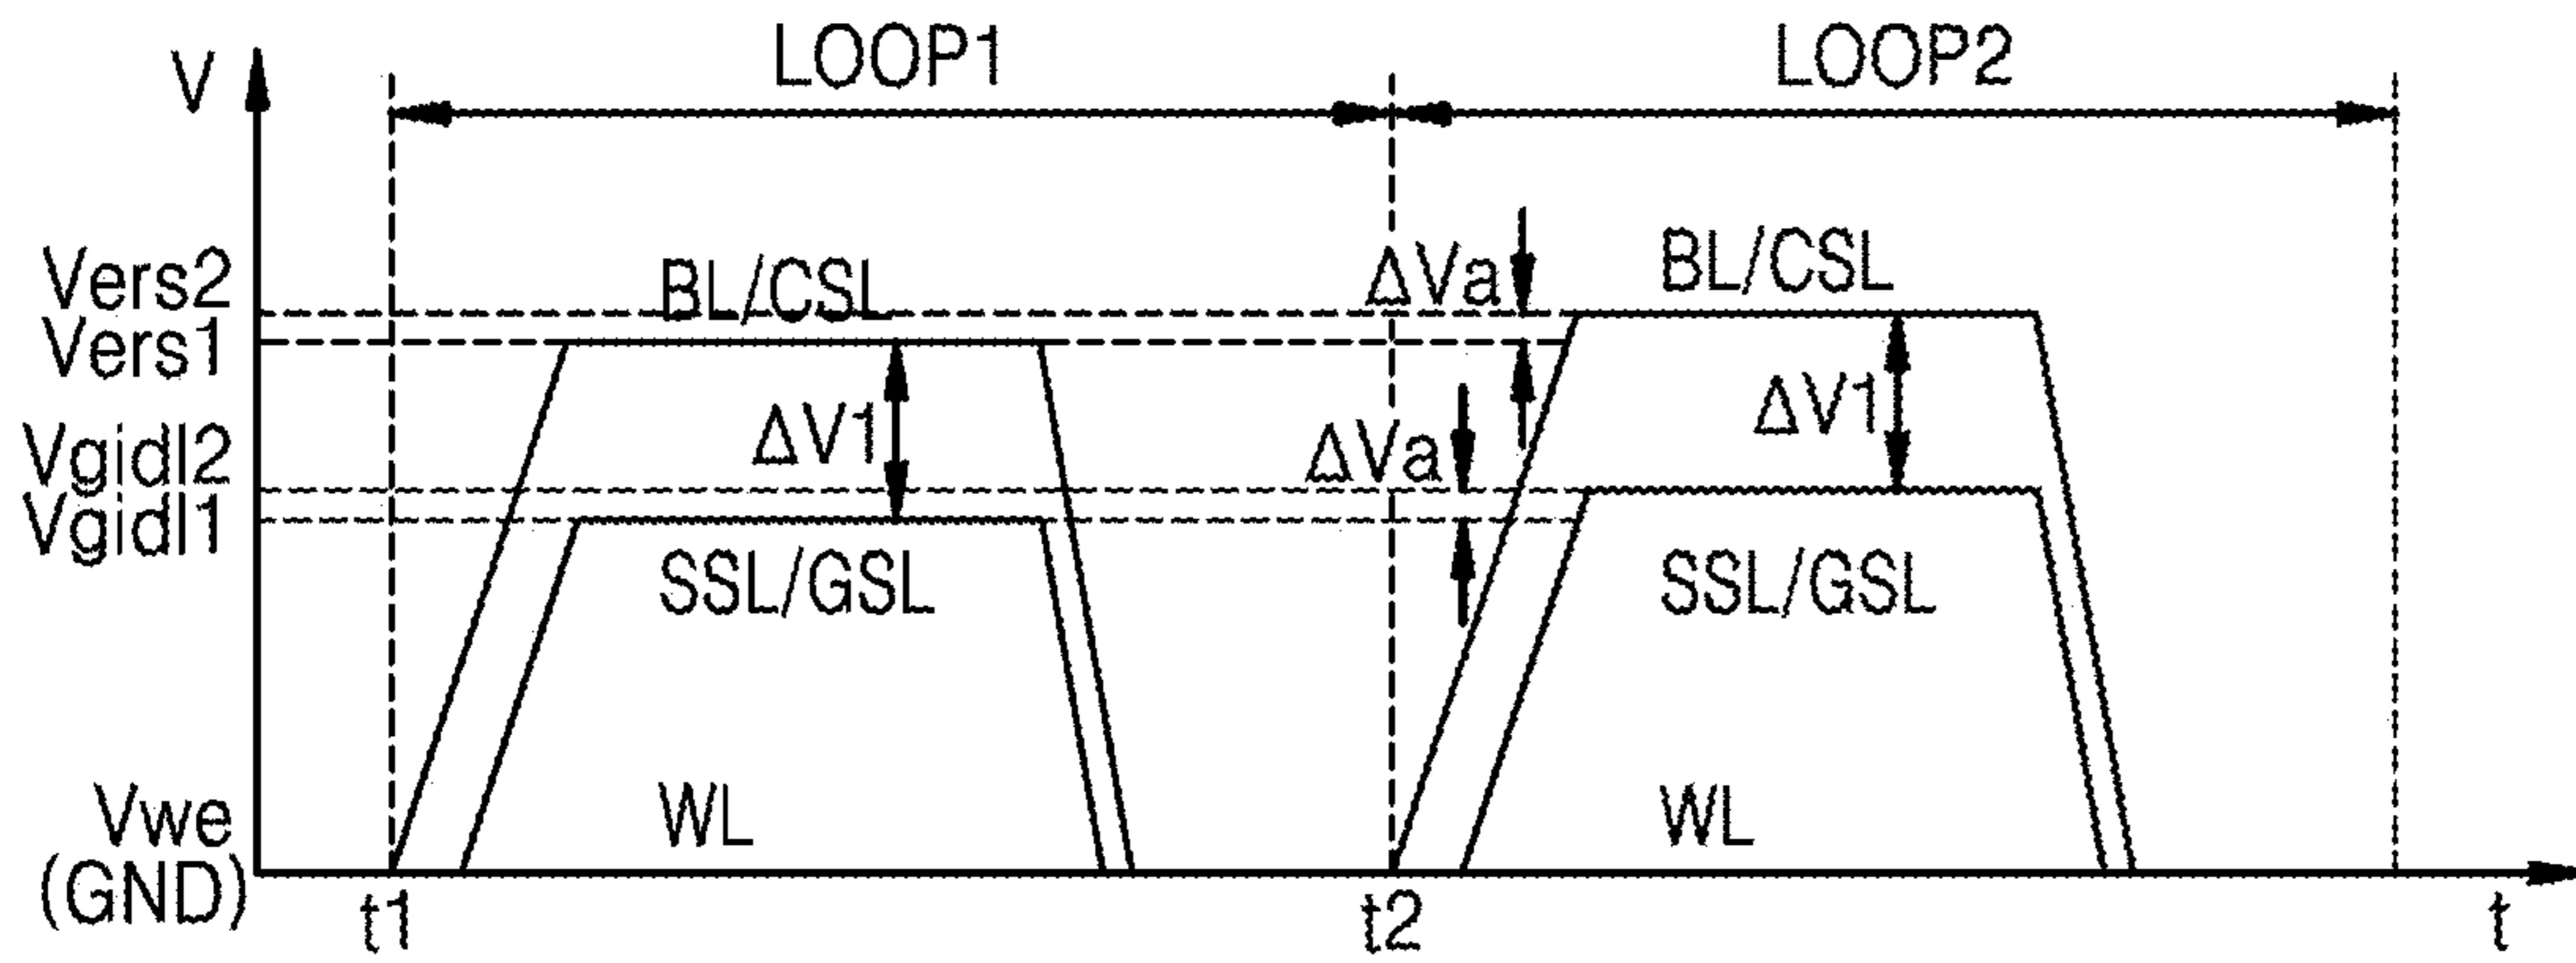 LOOP1
LOOP2
V
Vers2
BL/CSL
ΔVa
BL/CSL
Vers1
ΔV1
ΔV1
Vgidl2
ΔVa
Vgidl1
SSL/GSL
SSL/GSL
Vwe
WL
WL
(GND)
t1
t2
t